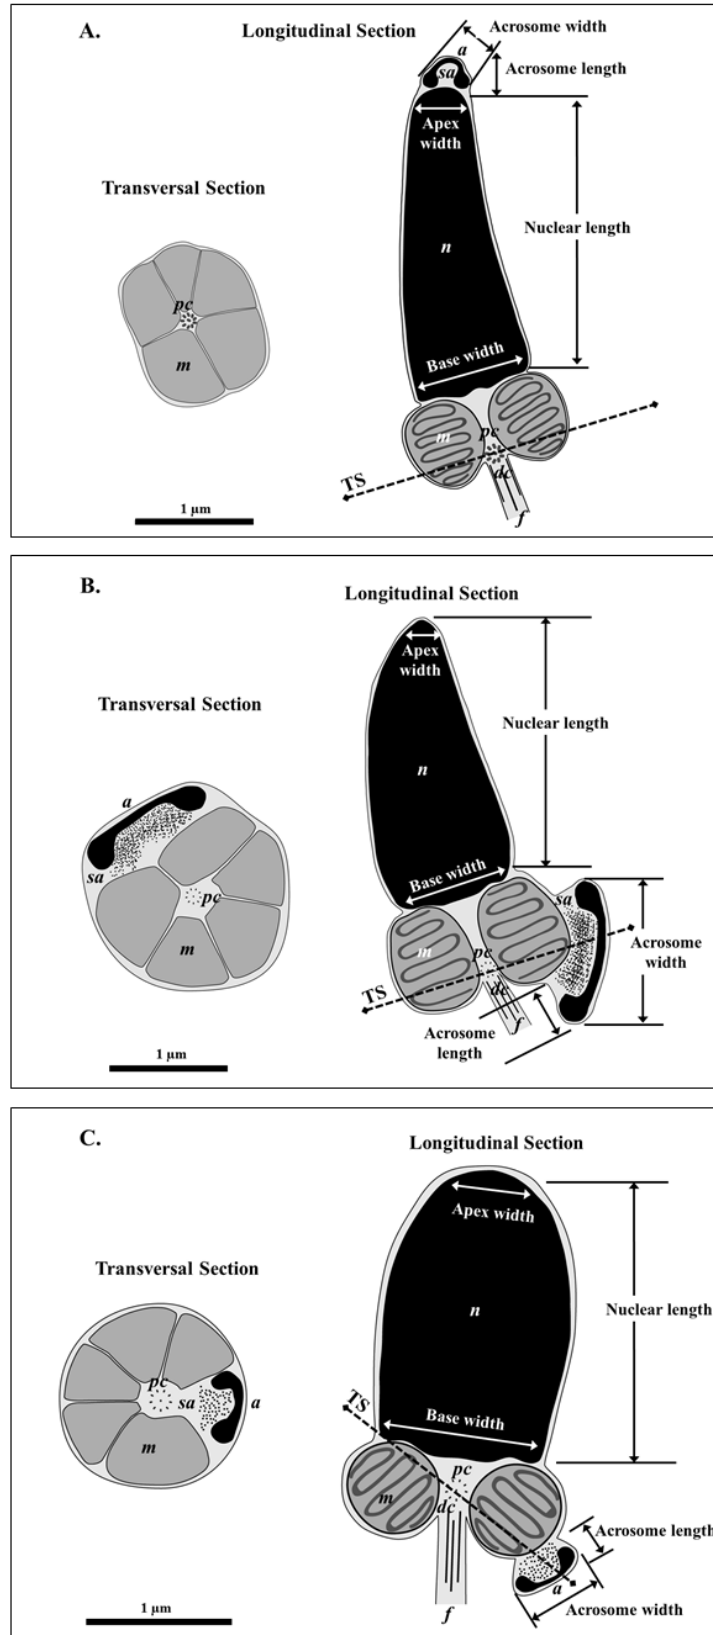 A.
Longitudinal Section
Acrosome width
a
sa
Acrosome length
Apex
width
Transversal Section
Nuclear length
n
pc
m
Base width
m
pc
TS
dc
f
1 µm
B.
Longitudinal Section
Apex
width
Transversal Section
Nuclear length
n
a
sa
pc
m
Base width
sa
m
pc
Acrosome
width
TS
dc
f
Acrosome
length
1 µm
C.
Longitudinal Section
Apex width
Transversal Section
n
Nuclear length
pc
sa
a
m
TS
Base width
pc
m
dc
Acrosome length
a
Acrosome width
f
1 µm